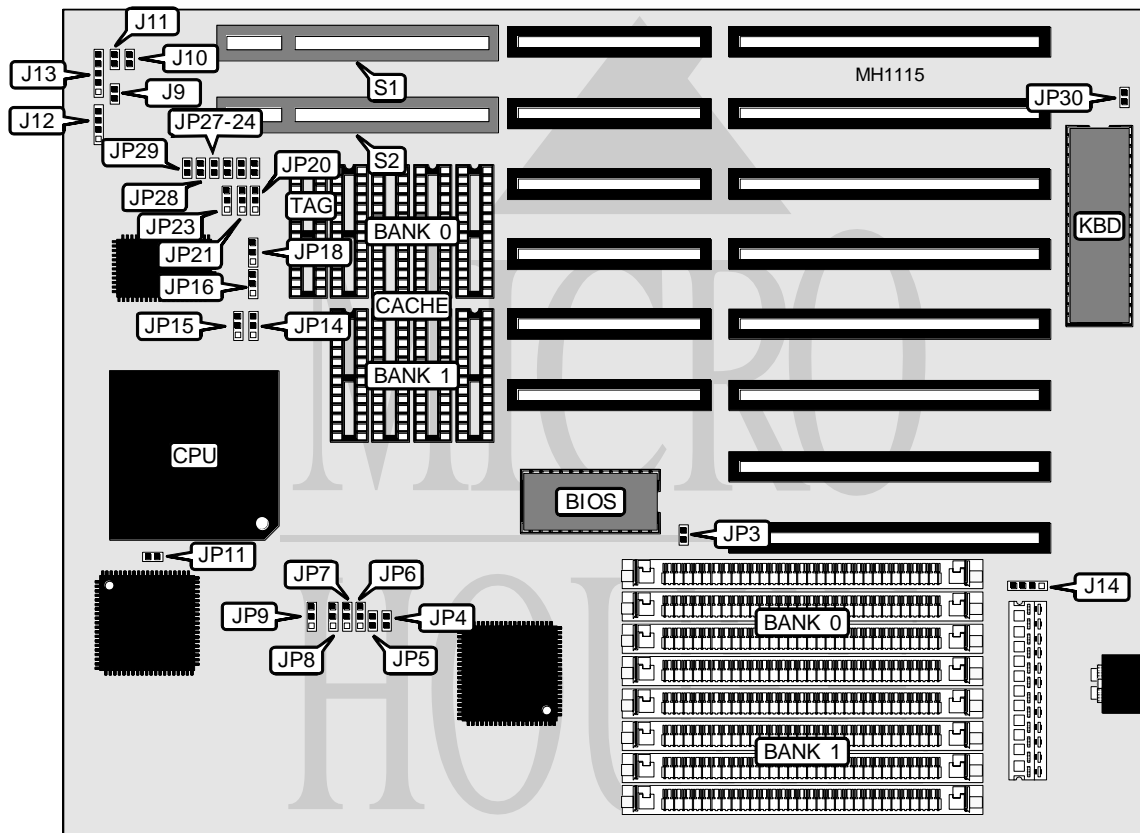 J11
J10
J13
S1
MH1115
J9
JP30
J12
JP27-24
S2
JP29
JP20
JP28
TAG
JP23
BANK 0
KBD
JP21
JP18
JP16
CACHE
JP15
JP14
BANK 1
CPU
BIOS
JP3
JP11
JP7
JP6
J14
JP9
JP4
BANK 0
JP8
JP5
BANK 1
MICRO
HOUSE